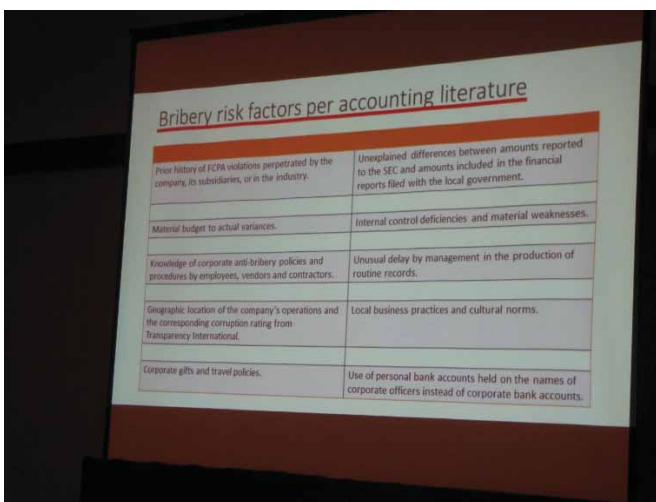 Bribery risk factors per accounting literature
Prior history of FCPA violations perpetrated by the
company, its subsidiaries, or in the industry.
Unexplained differences between amounts reported
to the SEC and amounts included in the financial
reports filed with the local government.
Material budget to actual variances.
Internal control deficiencies and material weaknesses.
Knowledge of corporate anti-bribery policies and
procedures by employees, vendors and contractors.
Unusual delay by management in the production of
routine records.
Geographic location of the company's operations and
the corresponding corruption rating from
Transparency International.
Local business practices and cultural norms.
Corporate gifts and travel policies.
Use of personal bank accounts held on the names of
corporate officers instead of corporate bank accounts.